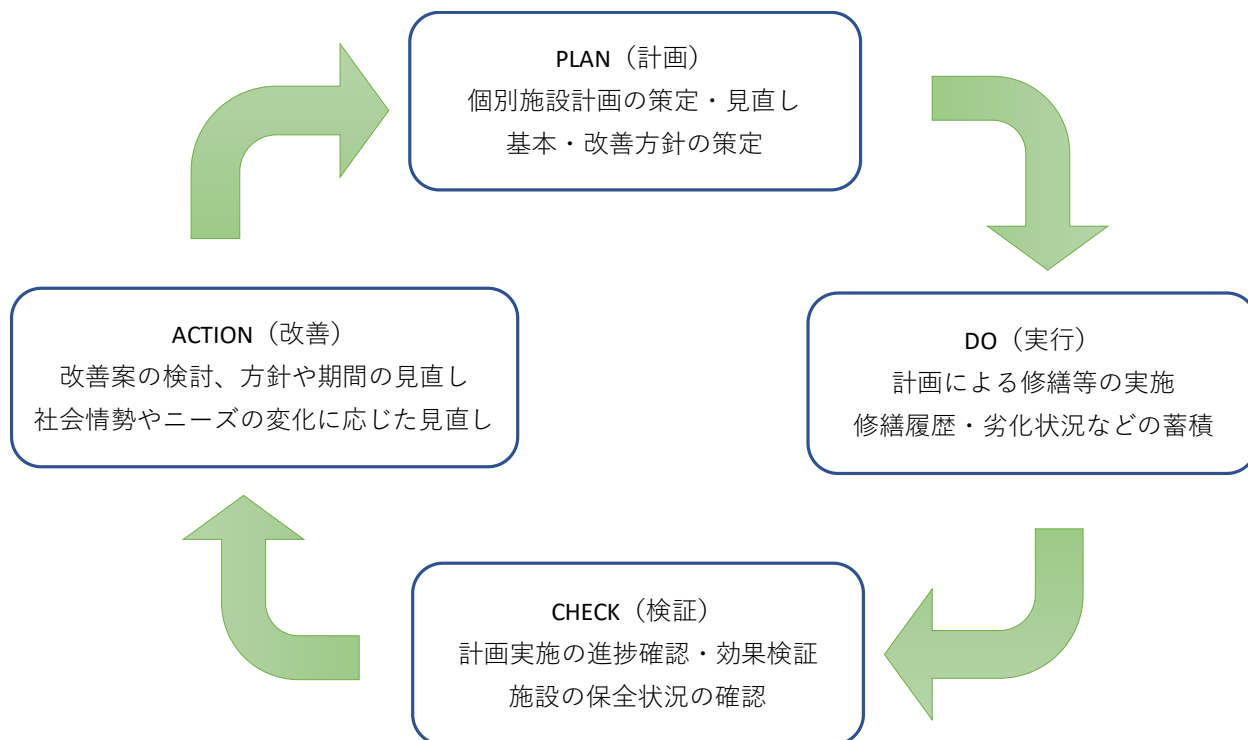 PLAN（計画）
個別施設計画の策定・見直し
基本・改善方針の策定
ACTION（改善）
改善案の検討、方針や期間の見直し
社会情勢やニーズの変化に応じた見直し
DO（実行）
計画による修繕等の実施
修繕履歴・劣化状況などの蓄積
CHECK（検証）
計画実施の進捗確認・効果検証
施設の保全状況の確認